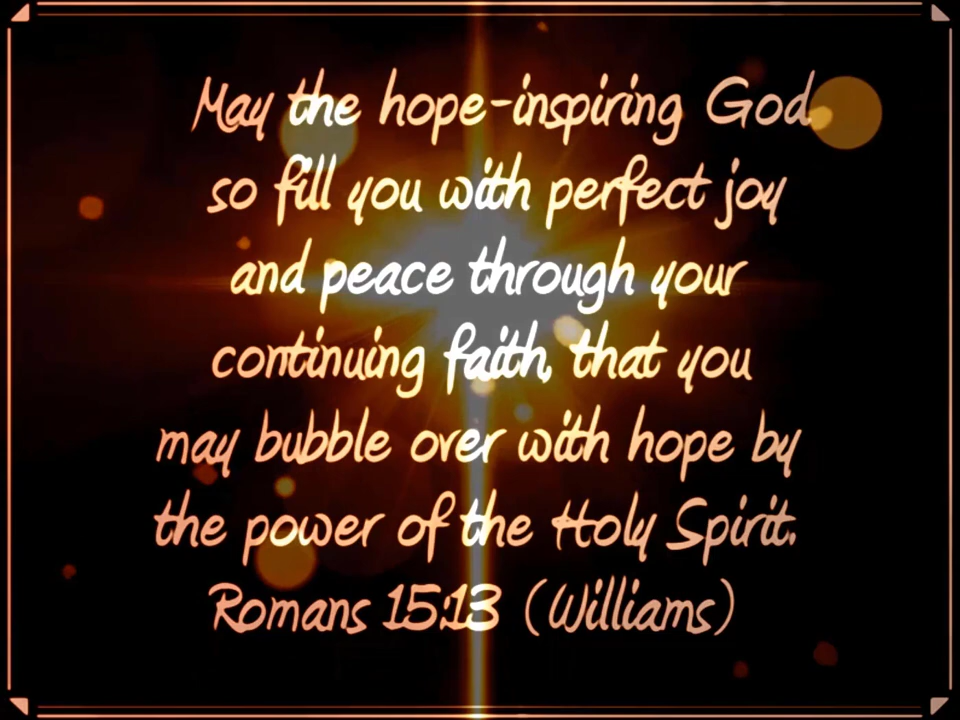 May the hope-inspiring God
so fill you with perfect joy
and peace through your
continuing faith, that you
may bubble over with hope by
the power of the Holy Spirit.
Romans 15:13 (Williams)